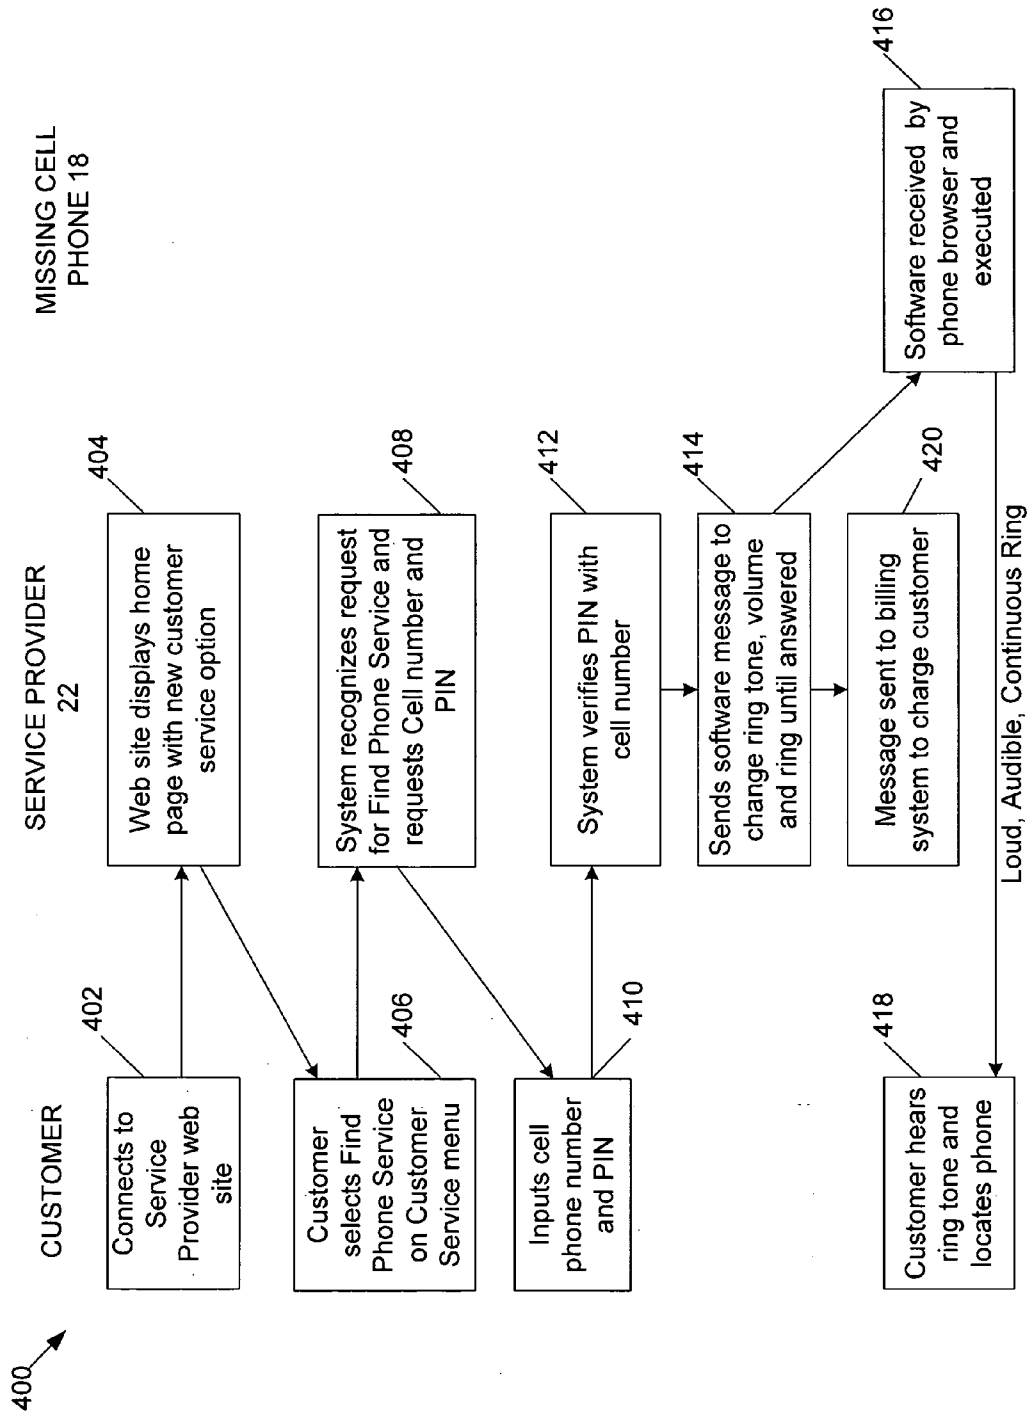 400
CUSTOMER
SERVICE PROVIDER
22
MISSING CELL
PHONE 18
402
Connects to
Service
Provider web
site
404
Web site displays home
page with new customer
service option
406
Customer
selects Find
Phone Service
on Customer
Service menu
408
System recognizes request
for Find Phone Service and
requests Cell number and
PIN
410
Inputs cell
phone number
and PIN
412
System verifies PIN with
cell number
414
Sends software message to
change ring tone, volume
and ring until answered
416
Software received by
phone browser and
executed
420
Message sent to billing
system to charge customer
418
Customer hears
ring tone and
locates phone
Loud, Audible, Continuous Ring